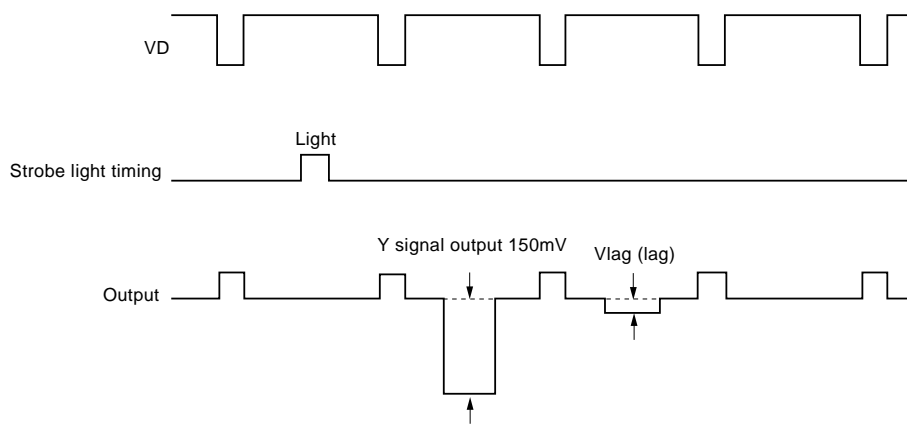 VD
Light
Strobe light timing
Y signal output 150mV
Vlag (lag)
Output